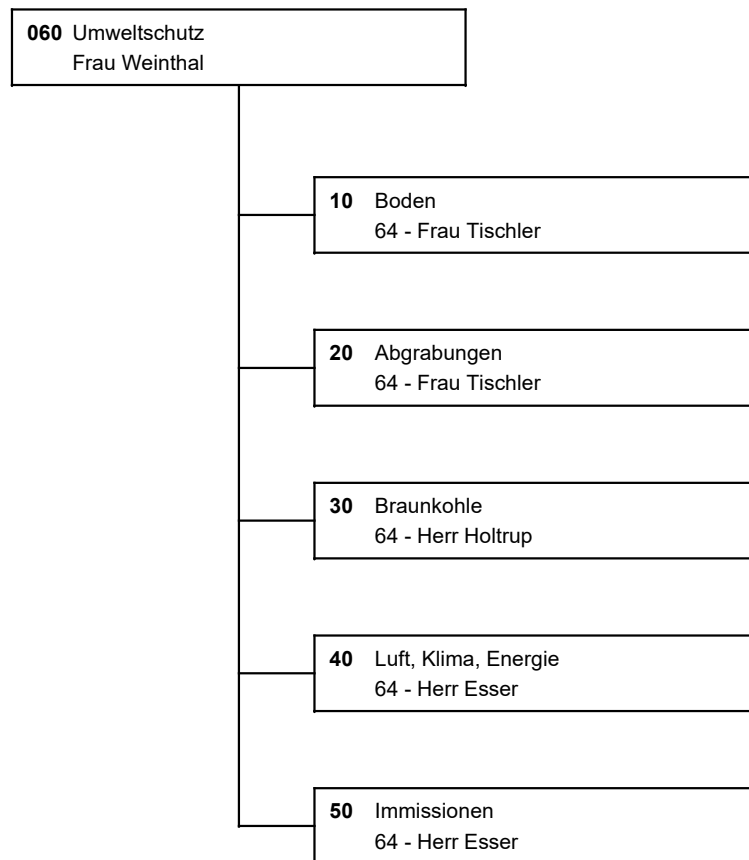 060 Umweltschutz
Frau Weinthal
10 Boden
64 - Frau Tischler
20 Abgrabungen
64 - Frau Tischler
30 Braunkohle
64 - Herr Holtrup
40 Luft, Klima, Energie
64 - Herr Esser
50 Immissionen
64 - Herr Esser